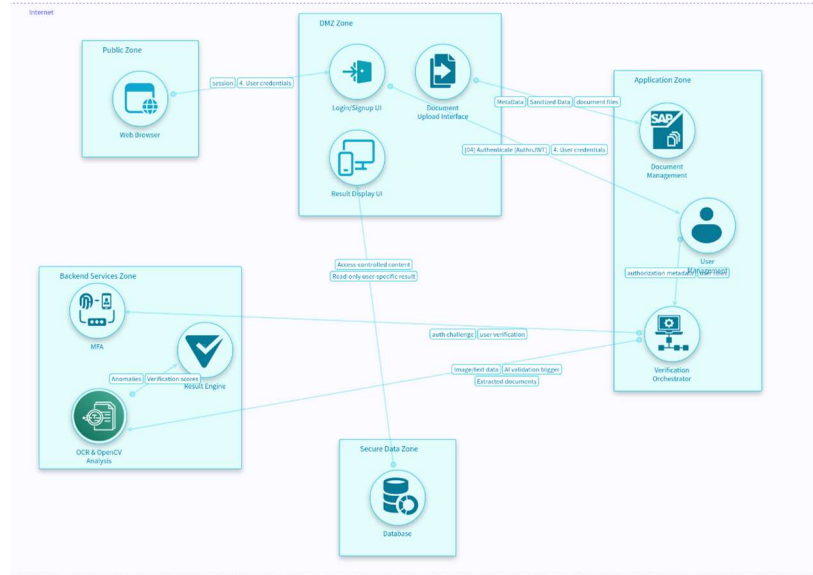 Internet
DMZ Zone
Public Zone
Application Zone
session
4. User credentials
Login/Signup UI
Document
Upload Interface
MetaData
Sanitized Data
document files
Web Browser
SAP
Document
Management
4. User credentials
Result Display UI
User
Management
Access-controlled content
Read-only user-specific result
Backend Services Zone
authorization metadata
MFA
auth challenge
user verification
Verification
Orchestrator
Image/text data
AI validation trigger
Extracted documents
Anomalies
Verification scores
Result Engine
OCR & OpenCV
Analysis
Secure Data Zone
Database